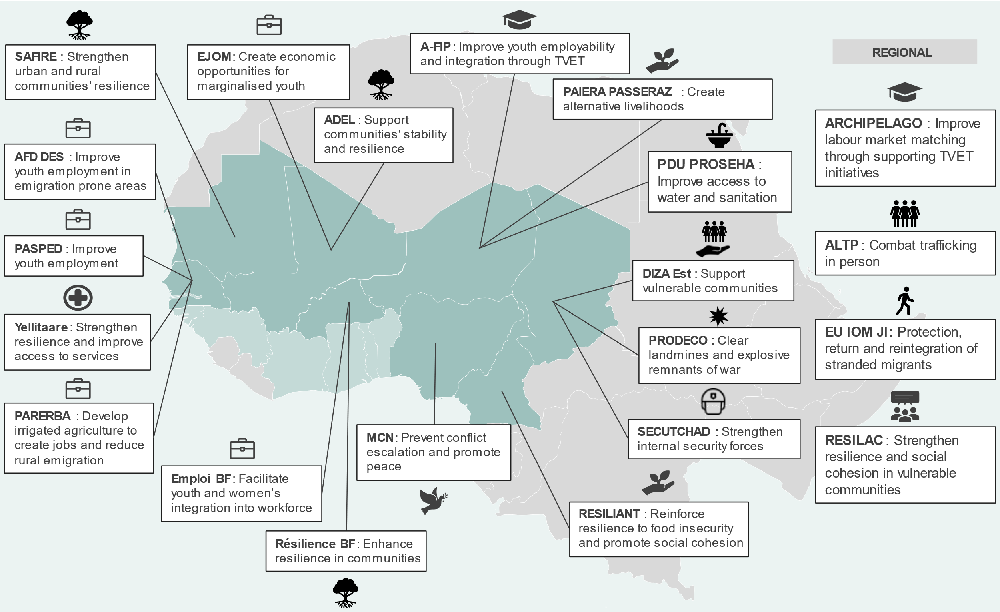 SAFIRE : Strengthen
urban and rural
communities' resilience
EJOM: Create economic
opportunities for
marginalised youth
A-FIP: Improve youth employability
and integration through TVET
PAIERA PASSERAZ : Create
alternative livelihoods
ADEL : Support
communities' stability
and resilience
AFD DES : Improve
youth employment in
emigration prone areas
PDU PROSEHA :
Improve access to
water and sanitation
PASPED : Improve
youth employment
DIZA Est : Support
vulnerable communities
Yellitaare : Strengthen
resilience and improve
access to services
PRODECO : Clear
landmines and explosive
remnants of war
PARERBA : Develop
irrigated agriculture to
create jobs and reduce
rural emigration
SECUTCHAD : Strengthen
internal security forces
MCN: Prevent conflict
escalation and promote
peace
Emploi BF: Facilitate
youth and women’s
integration into workforce
RESILIANT : Reinforce
resilience to food insecurity
and promote social cohesion
Résilience BF: Enhance
resilience in communities
REGIONAL
ARCHIPELAGO : Improve
labour market matching
through supporting TVET
initiatives
ALTP : Combat trafficking
in person
EU IOM JI: Protection,
return and reintegration of
stranded migrants
RESILAC : Strengthen
resilience and social
cohesion in vulnerable
communities